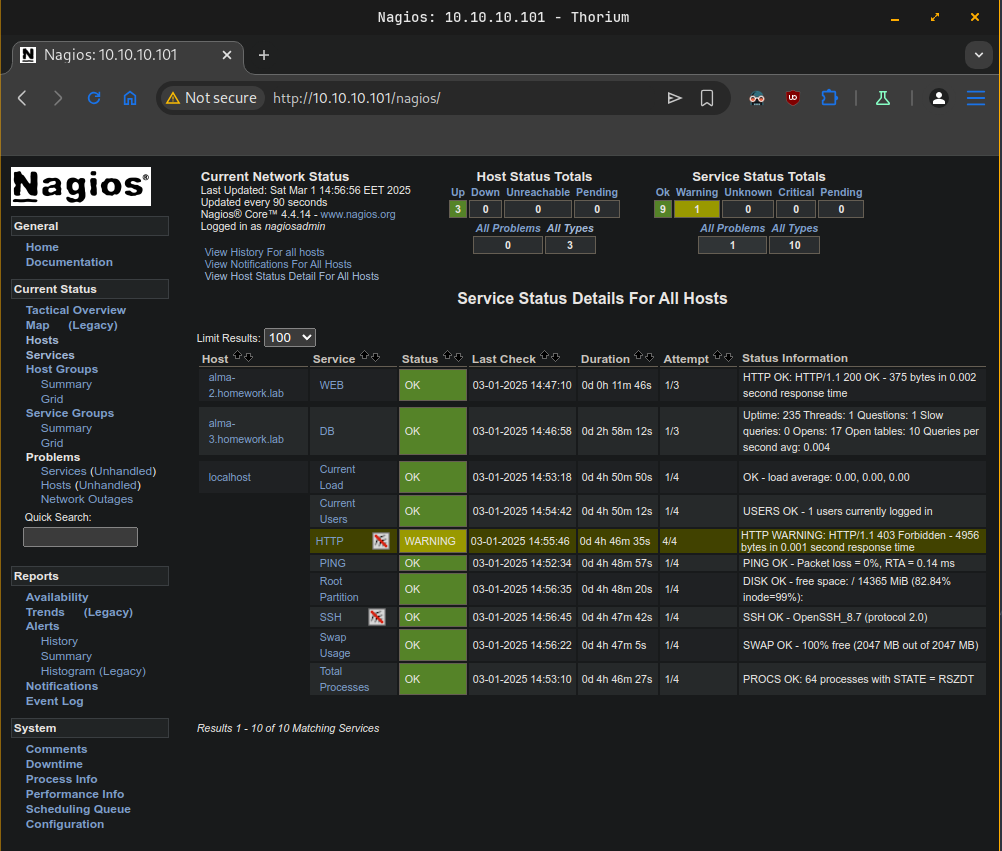 Nagios: 10.10.10.101 - Thorium
Nagios: 10.10.10.101
Not secure
http://10.10.10.101/nagios/
Nagios®
General
Home
Documentation
Current Status
Tactical Overview
Map (Legacy)
Hosts
Services
Host Groups
Summary
Grid
Service Groups
Summary
Grid
Problems
Services (Unhandled)
Hosts (Unhandled)
Network Outages
Quick Search:
Reports
Availability
Trends (Legacy)
Alerts
History
Summary
Histogram (Legacy)
Notifications
Event Log
System
Comments
Downtime
Process Info
Performance Info
Scheduling Queue
Configuration
Current Network Status
Last Updated: Sat Mar 1 14:56:56 EET 2025
Updated every 90 seconds
Nagios® Core™ 4.4.14 - www.nagios.org
Logged in as nagiosadmin
View History For all hosts
View Notifications For All Hosts
View Host Status Detail For All Hosts
Host Status Totals
Up Down Unreachable Pending
3 0 0 0
All Problems All Types
0 3
Service Status Totals
Ok Warning Unknown Critical Pending
9 1 0 0 0
All Problems All Types
1 10
Service Status Details For All Hosts
Limit Results: 100
Host Service Status Last Check Duration Attempt Status Information
alma-
2.homework.lab
WEB OK 03-01-2025 14:47:10 0d 0h 11m 46s 1/3
HTTP OK: HTTP/1.1 200 OK - 375 bytes in 0.002
second response time
alma-
3.homework.lab
DB OK 03-01-2025 14:46:58 0d 2h 58m 12s 1/3
Uptime: 235 Threads: 1 Questions: 1 Slow
queries: 0 Opens: 17 Open tables: 10 Queries per
second avg: 0.004
localhost
Current
Load
OK 03-01-2025 14:53:18 0d 4h 50m 50s 1/4 OK - load average: 0.00, 0.00, 0.00
Current
Users
OK 03-01-2025 14:54:42 0d 4h 50m 12s 1/4 USERS OK - 1 users currently logged in
HTTP WARNING 03-01-2025 14:55:46 0d 4h 46m 35s 4/4
HTTP WARNING: HTTP/1.1 403 Forbidden - 4956
bytes in 0.001 second response time
PING OK 03-01-2025 14:52:34 0d 4h 48m 57s 1/4 PING OK - Packet loss = 0%, RTA = 0.14 ms
Root
Partition
OK 03-01-2025 14:56:35 0d 4h 48m 20s 1/4
DISK OK - free space: / 14365 MiB (82.84%
inode=99%):
SSH OK 03-01-2025 14:56:45 0d 4h 47m 42s 1/4 SSH OK - OpenSSH_8.7 (protocol 2.0)
Swap
Usage
OK 03-01-2025 14:56:22 0d 4h 47m 5s 1/4 SWAP OK - 100% free (2047 MB out of 2047 MB)
Total
Processes
OK 03-01-2025 14:53:10 0d 4h 46m 27s 1/4 PROCS OK: 64 processes with STATE = RSZDT
Results 1 - 10 of 10 Matching Services